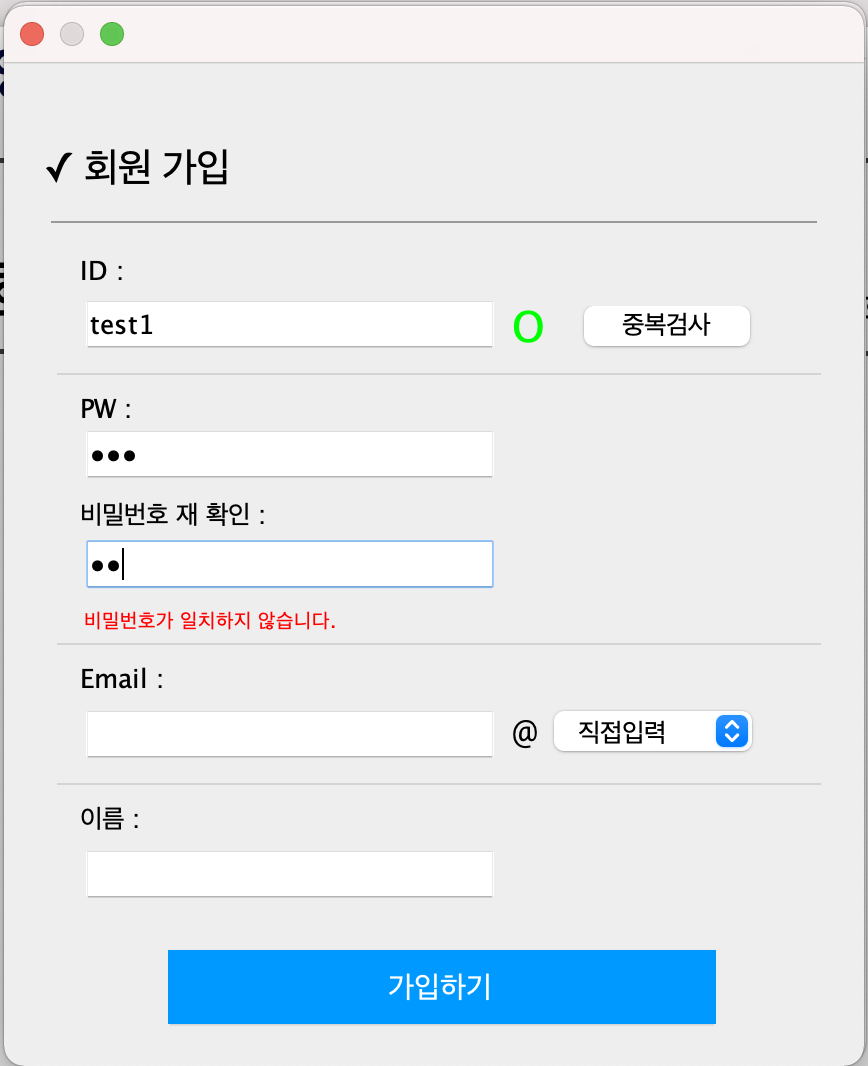 ✓ 회원 가입
ID :
test1 O 중복검사
PW :
●●●
비밀번호 재 확인 :
●●
비밀번호가 일치하지 않습니다.
Email :
@ 직접입력
이름 :
가입하기